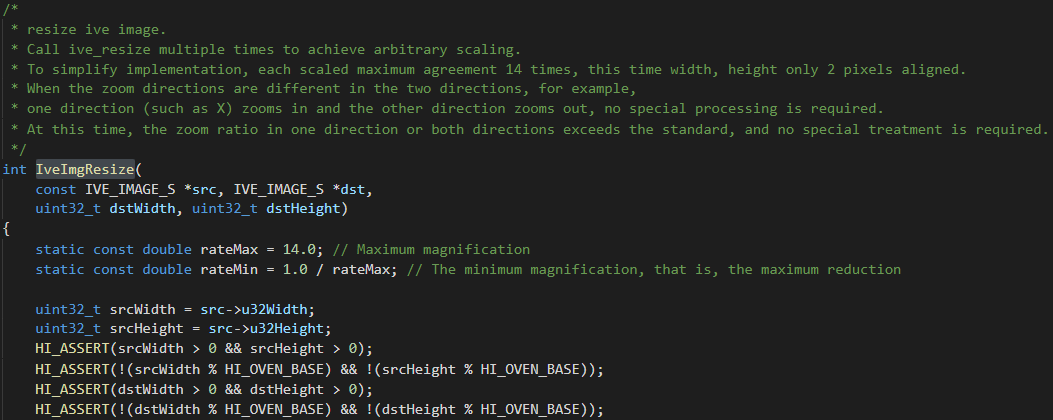 /*
 * resize ive image.
 * Call ive_resize multiple times to achieve arbitrary scaling.
 * To simplify implementation, each scaled maximum agreement 14 times, this time width, height only 2 pixels aligned.
 * When the zoom directions are different in the two directions, for example,
 * one direction (such as X) zooms in and the other direction zooms out, no special processing is required.
 * At this time, the zoom ratio in one direction or both directions exceeds the standard, and no special treatment is required.
 */
int IveImgResize(
    const IVE_IMAGE_S *src, IVE_IMAGE_S *dst,
    uint32_t dstWidth, uint32_t dstHeight)
{
    static const double rateMax = 14.0; // Maximum magnification
    static const double rateMin = 1.0 / rateMax; // The minimum magnification, that is, the maximum reduction

    uint32_t srcWidth = src->u32Width;
    uint32_t srcHeight = src->u32Height;
    HI_ASSERT(srcWidth > 0 && srcHeight > 0);
    HI_ASSERT(!(srcWidth % HI_OVEN_BASE) && !(srcHeight % HI_OVEN_BASE));
    HI_ASSERT(dstWidth > 0 && dstHeight > 0);
    HI_ASSERT(!(dstWidth % HI_OVEN_BASE) && !(dstHeight % HI_OVEN_BASE));